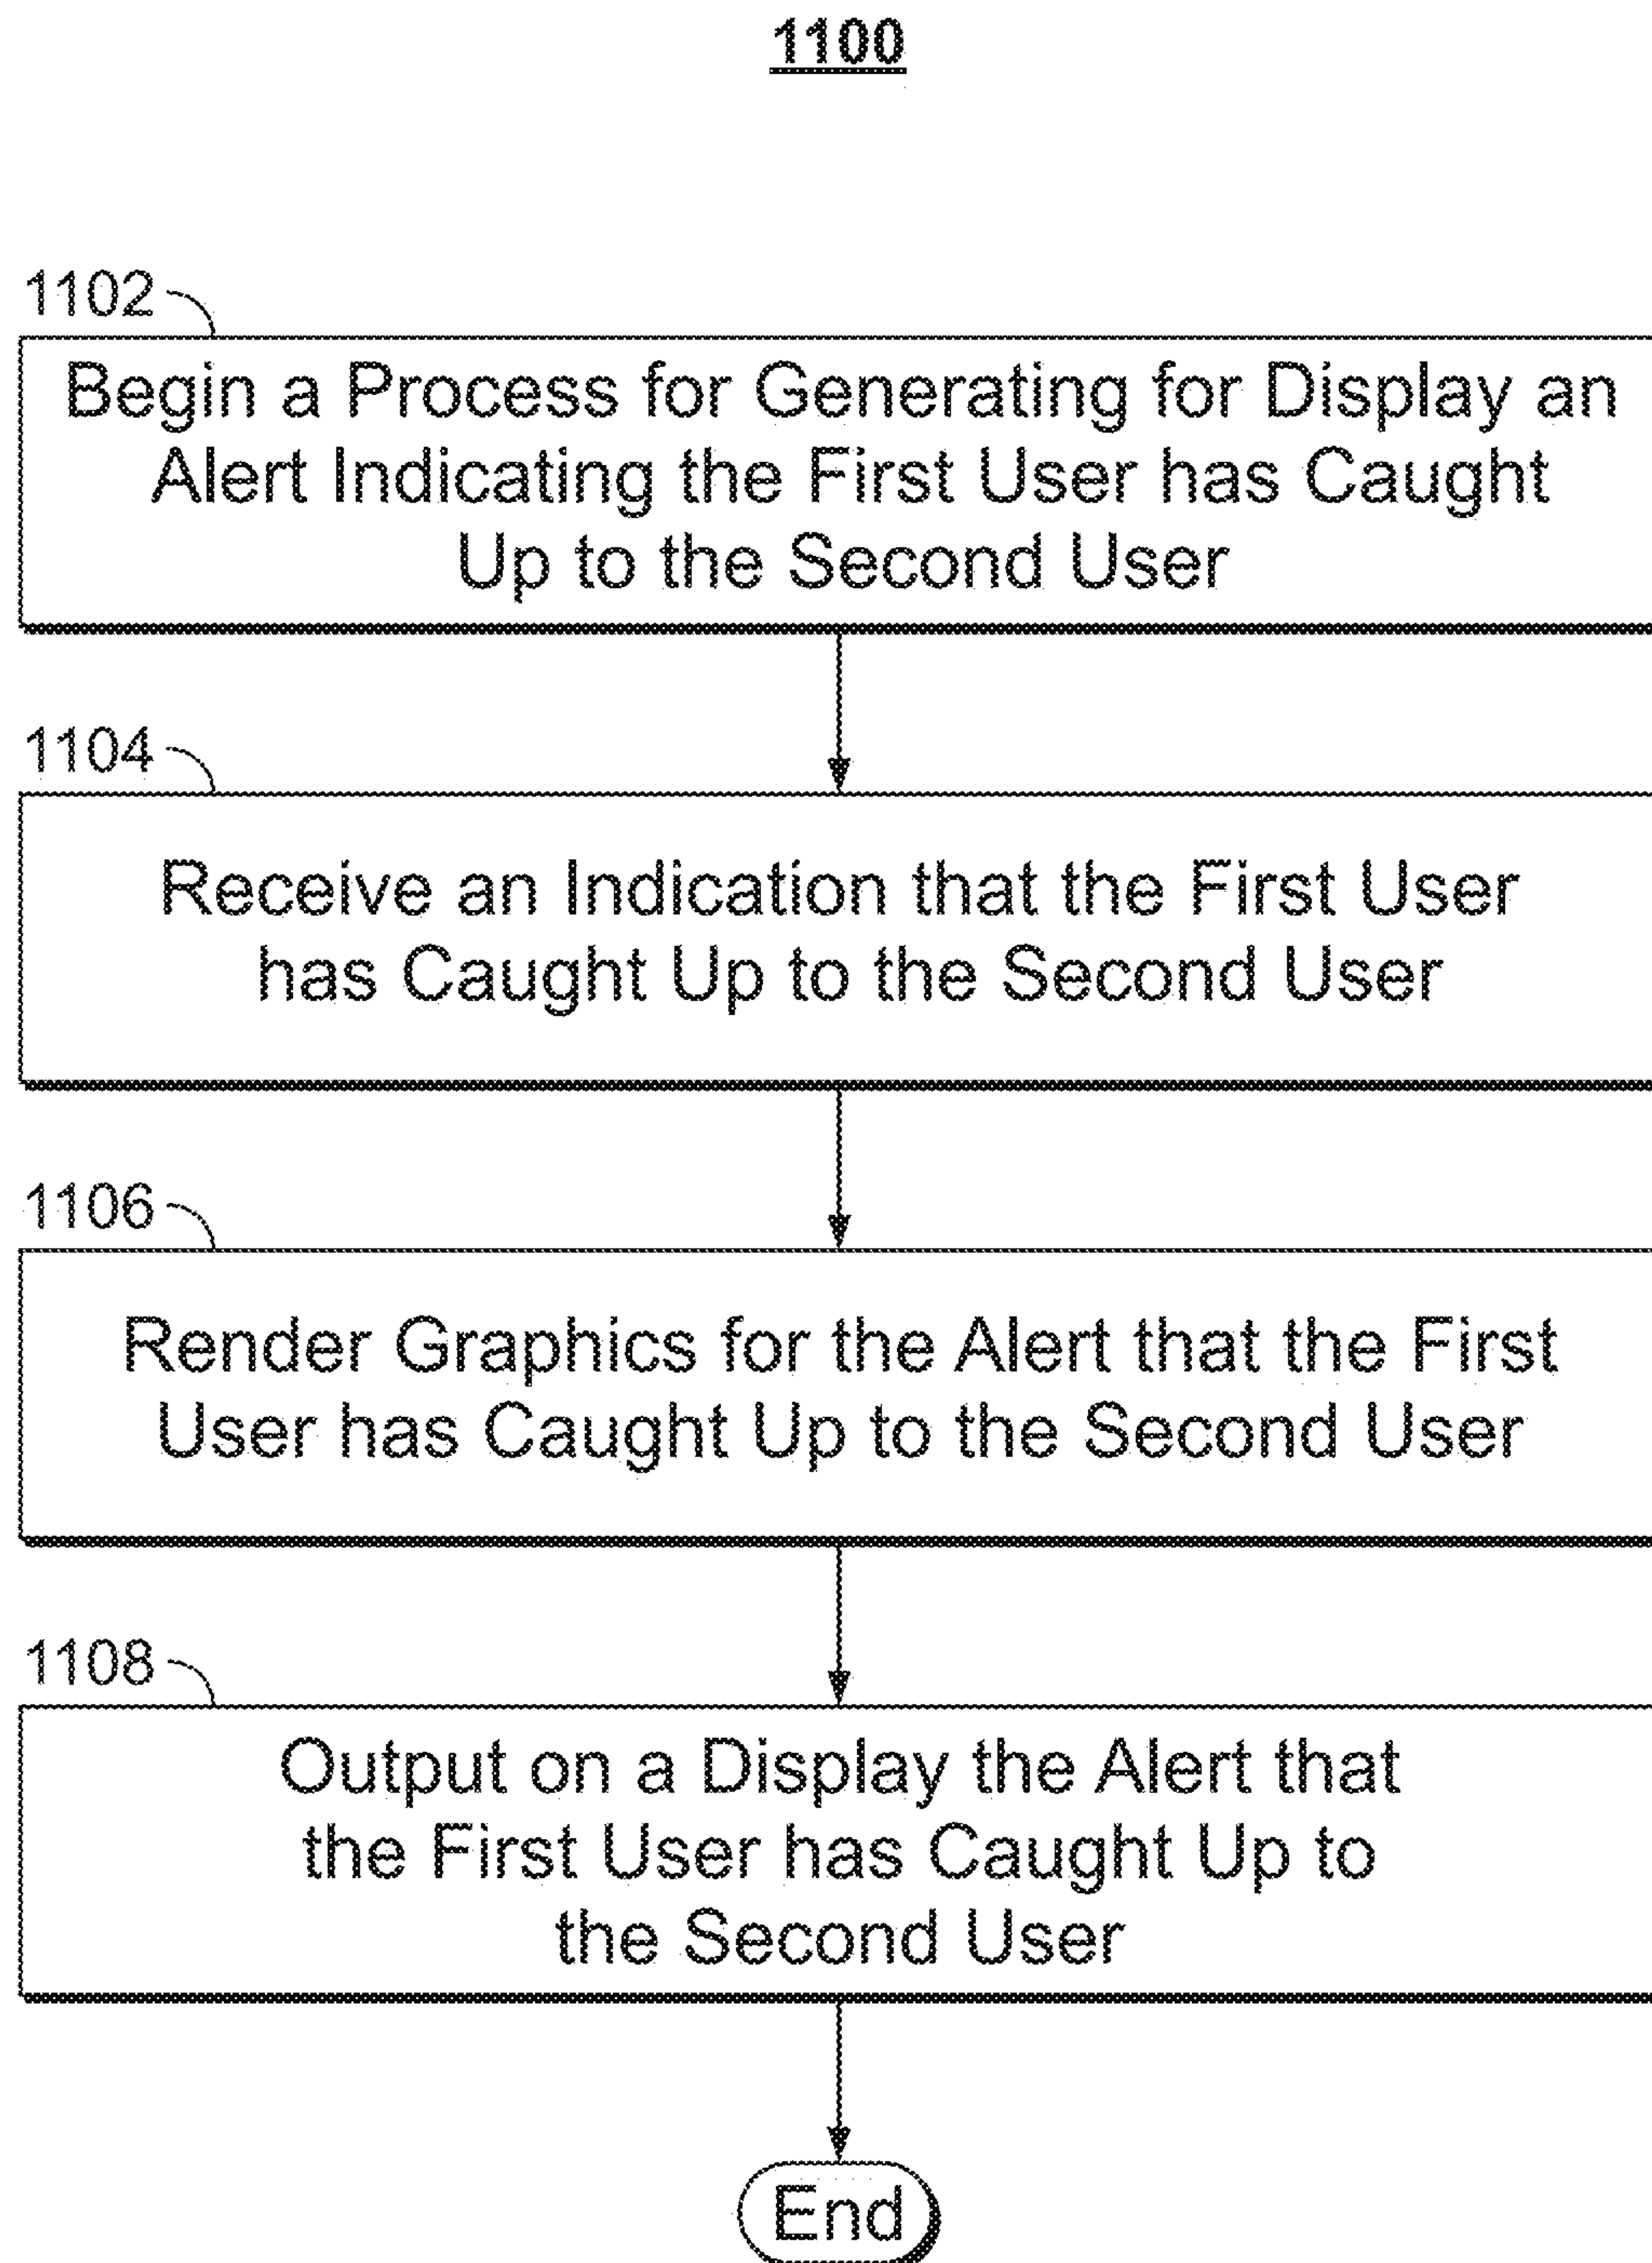 1100
1102
Begin a Process for Generating for Display an
Alert Indicating the First User has Caught
Up to the Second User
1104
Receive an Indication that the First User
has Caught Up to the Second User
1106
Render Graphics for the Alert that the First
User has Caught Up to the Second User
1108
Output on a Display the Alert that
the First User has Caught Up to
the Second User
End